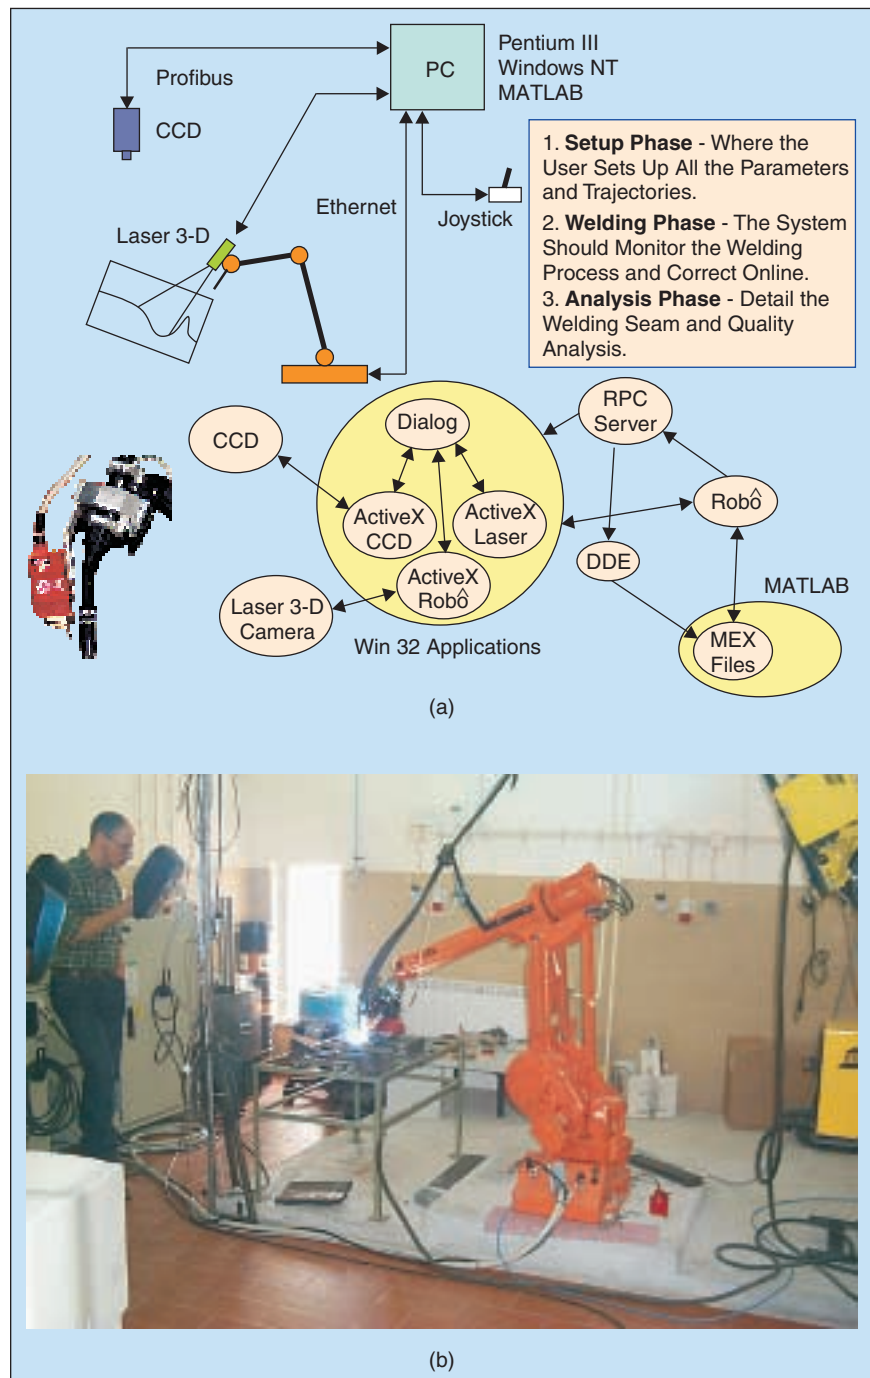 PC
Pentium III
Windows NT
MATLAB
Profibus
CCD
1. Setup Phase - Where the
User Sets Up All the Parameters
and Trajectories.
2. Welding Phase - The System
Should Monitor the Welding
Process and Correct Online.
3. Analysis Phase - Detail the
Welding Seam and Quality
Analysis.
Ethernet
Joystick
Laser 3-D
CCD
Dialog
RPC
Server
ActiveX
CCD
ActiveX
Laser
Robô
DDE
ActiveX
Robô
Laser 3-D
Camera
MATLAB
MEX
Files
Win 32 Applications
(a)
(b)